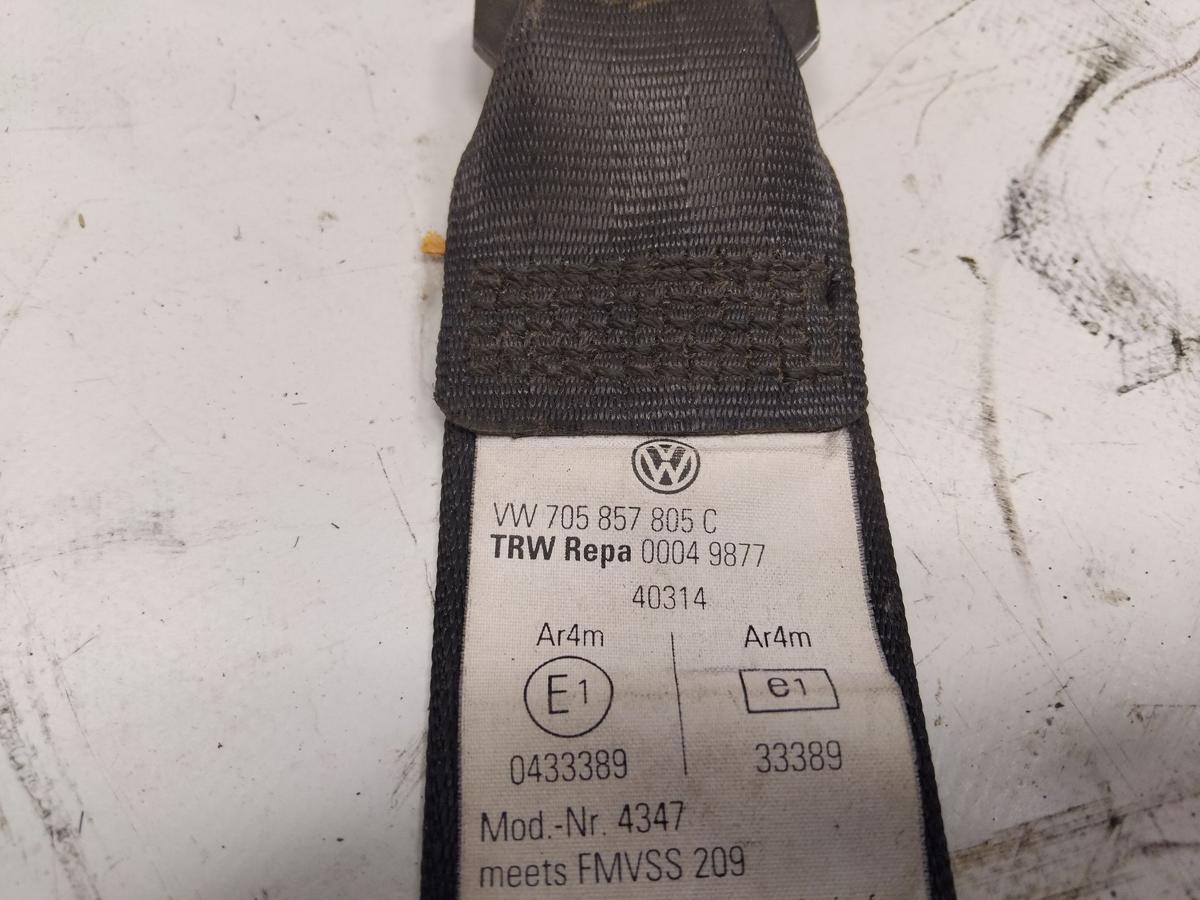 VW 705 857 805 C
TRW Repa 0004 9877
40314
Ar4m Ar4m
E1 e1
0433389 33389
Mod.-Nr. 4347
meets FMVSS 209